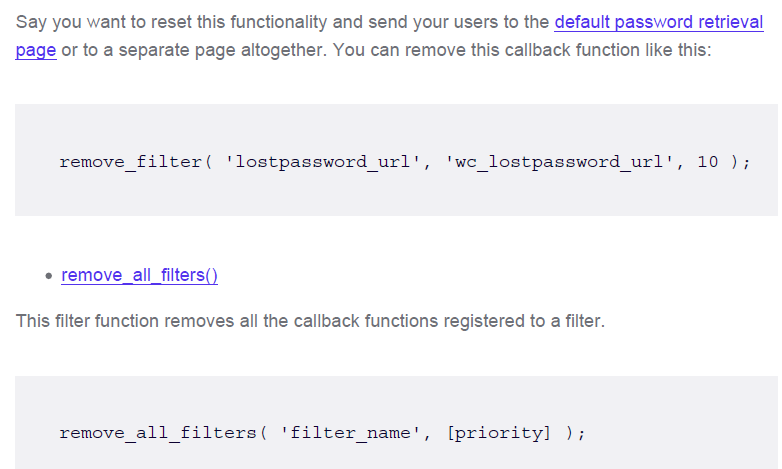 Say you want to reset this functionality and send your users to the default password retrieval
page or to a separate page altogether. You can remove this callback function like this:
remove_filter( 'lostpassword_url', 'wc_lostpassword_url', 10 );
• remove_all_filters()
This filter function removes all the callback functions registered to a filter.
remove_all_filters( 'filter_name', [priority] );